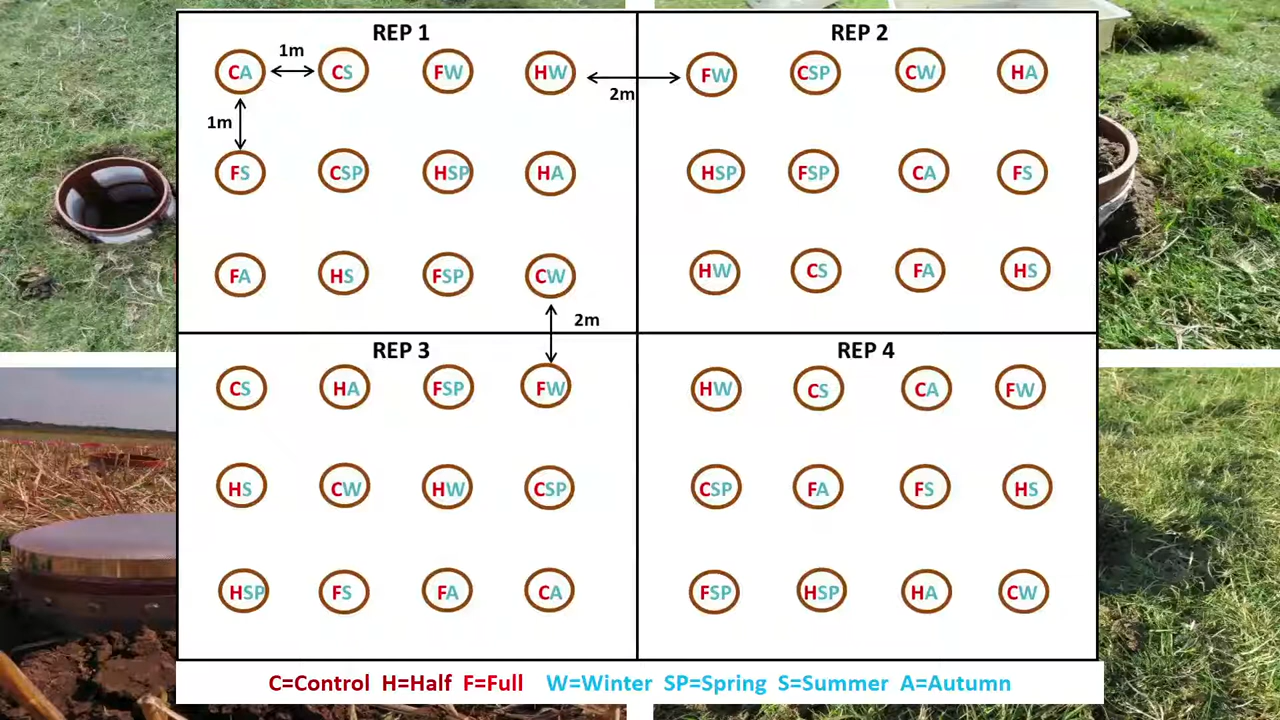 REP 1
CA 1m CS FW HW
1m
FS CSP HSP HA
FA HS FSP CW
REP 2
2m
FW CSP CW HA
HSP FSP CA FS
HW CS FA HS
2m
REP 3
CS HA FSP FW
HS CW HW CSP
HSP FS FA CA
REP 4
HW CS CA FW
CSP FA FS HS
FSP HSP HA CW
C=Control H=Half F=Full W=Winter SP=Spring S=Summer A=Autumn